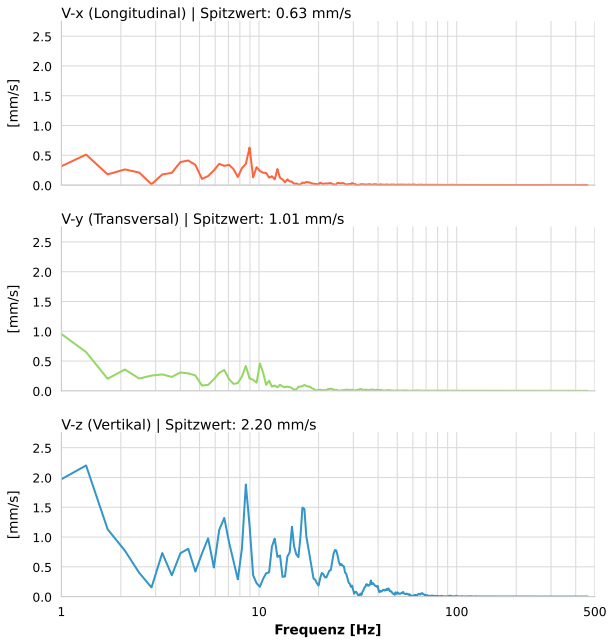 V-x (Longitudinal) | Spitzwert: 0.63 mm/s
2.5
2.0
1.5
1.0
0.5
0.0
[mm/s]
V-y (Transversal) | Spitzwert: 1.01 mm/s
2.5
2.0
1.5
1.0
0.5
0.0
[mm/s]
V-z (Vertikal) | Spitzwert: 2.20 mm/s
2.5
2.0
1.5
1.0
0.5
0.0
[mm/s]
1 10 100 500
Frequenz [Hz]